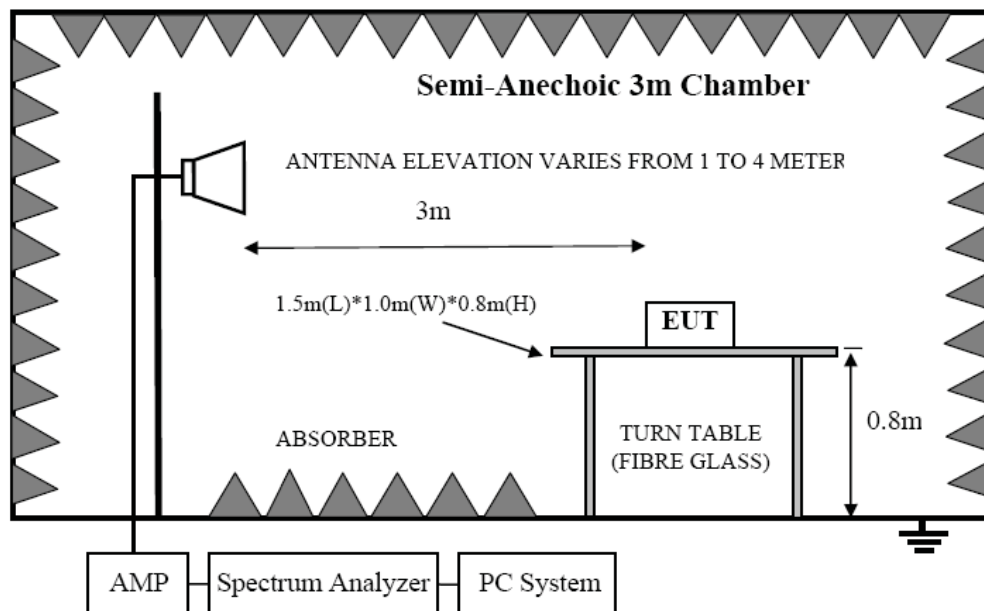 Semi-Anechoic 3m Chamber
ANTENNA ELEVATION VARIES FROM 1 TO 4 METER
3m
1.5m(L)*1.0m(W)*0.8m(H)
EUT
0.8m
ABSORBER
TURN TABLE
(FIBRE GLASS)
AMP
Spectrum Analyzer
PC System